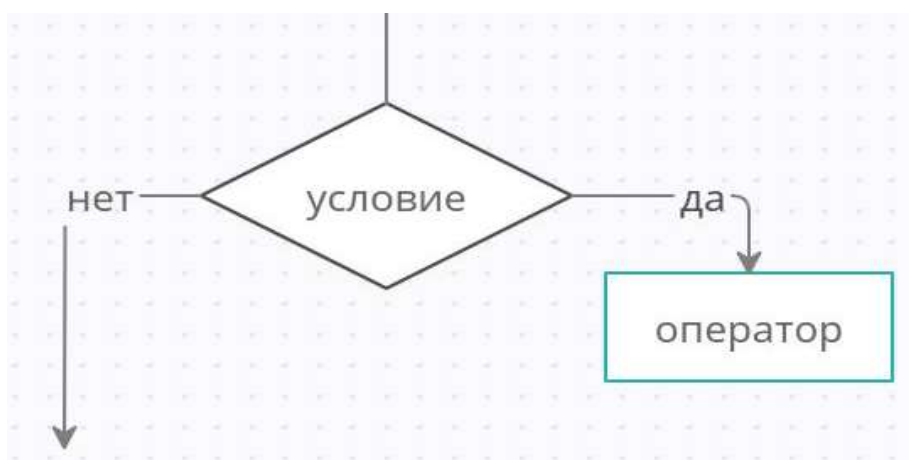 нет
условие
да
оператор